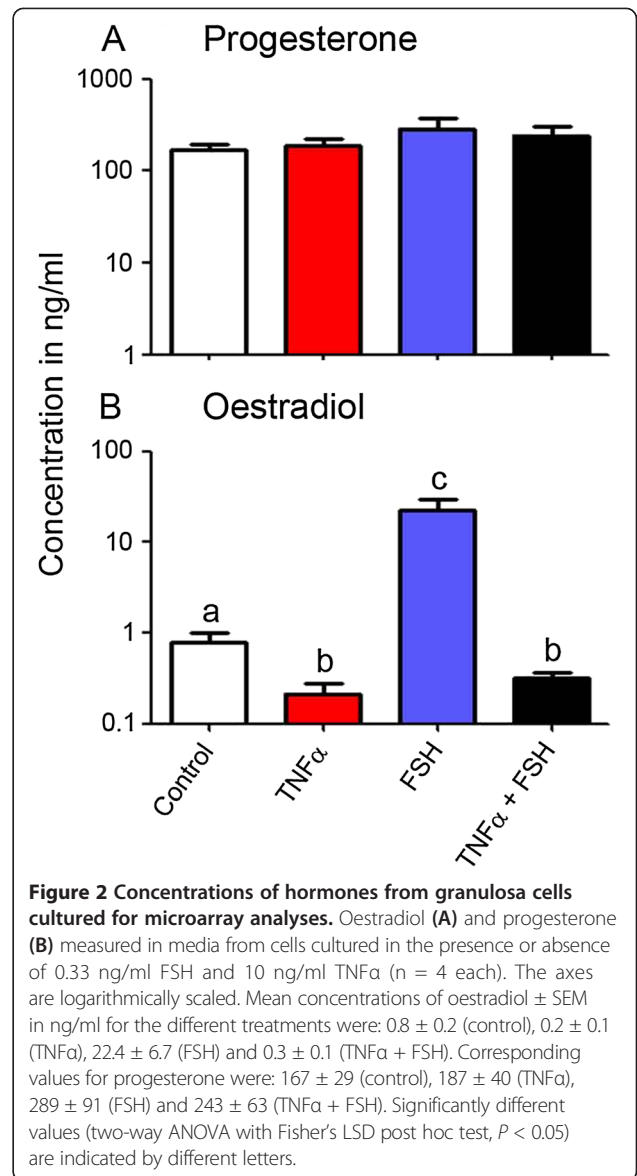 A Progesterone
1000
100
10
1
Concentration in ng/ml
B Oestradiol
100
10
1
0.1
a
b
c
b
Control
TNFα
FSH
TNFα + FSH
Figure 2 Concentrations of hormones from granulosa cells
cultured for microarray analyses. Oestradiol (A) and progesterone
(B) measured in media from cells cultured in the presence or absence
of 0.33 ng/ml FSH and 10 ng/ml TNFα (n = 4 each). The axes
are logarithmically scaled. Mean concentrations of oestradiol ± SEM
in ng/ml for the different treatments were: 0.8 ± 0.2 (control), 0.2 ± 0.1
(TNFα), 22.4 ± 6.7 (FSH) and 0.3 ± 0.1 (TNFα + FSH). Corresponding
values for progesterone were: 167 ± 29 (control), 187 ± 40 (TNFα),
289 ± 91 (FSH) and 243 ± 63 (TNFα + FSH). Significantly different
values (two-way ANOVA with Fisher's LSD post hoc test, P < 0.05)
are indicated by different letters.